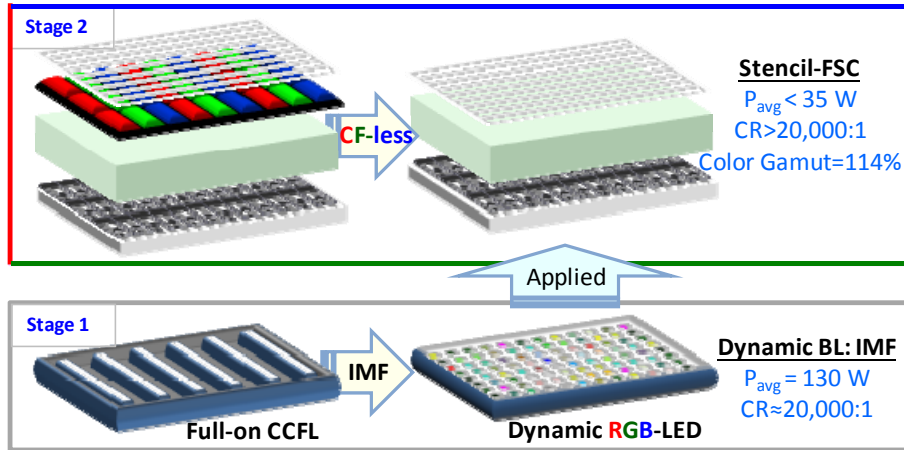 Stage 2
CF-less
Stencil-FSC
Pavg < 35 W
CR>20,000:1
Color Gamut=114%
Applied
Stage 1
IMF
Full-on CCFL
Dynamic RGB-LED
Dynamic BL: IMF
Pavg = 130 W
CR≈20,000:1